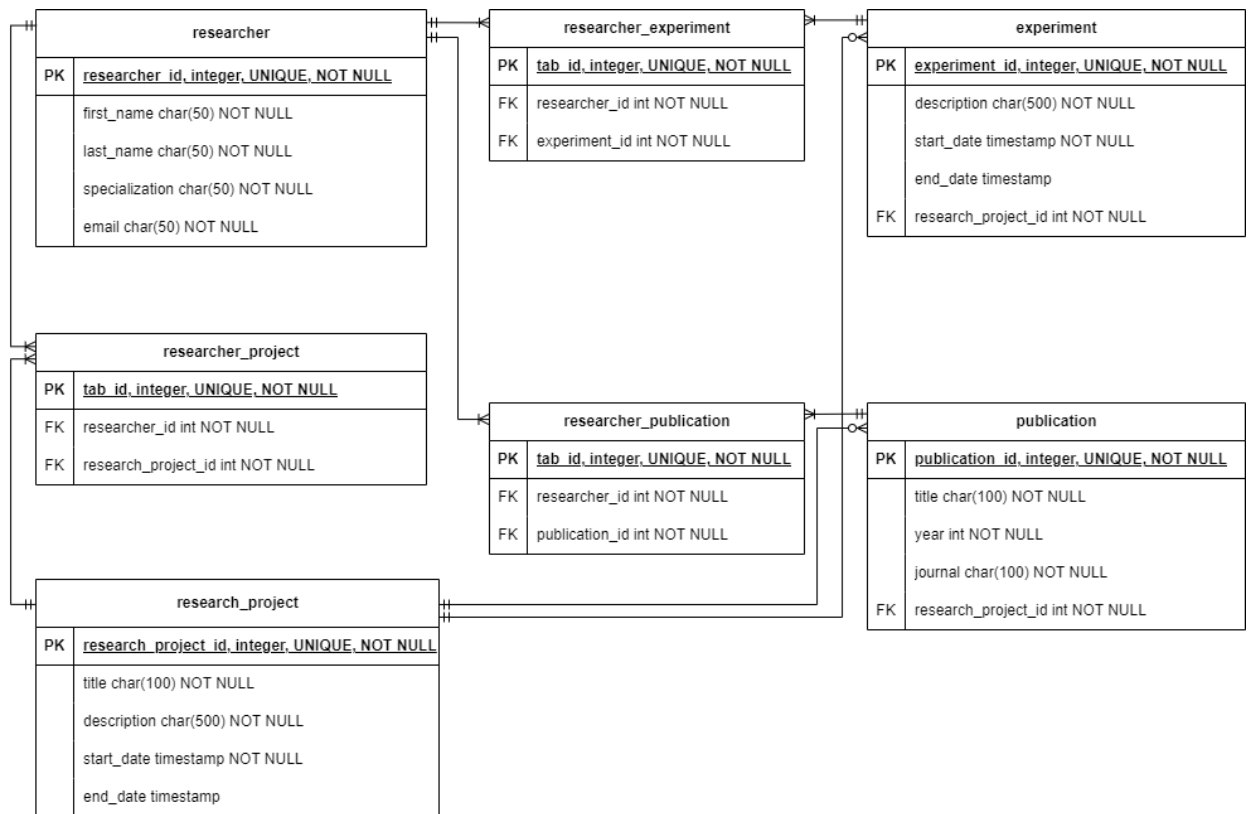 researcher
PK researcher_id, integer, UNIQUE, NOT NULL
first_name char(50) NOT NULL
last_name char(50) NOT NULL
specialization char(50) NOT NULL
email char(50) NOT NULL
researcher_experiment
PK tab_id, integer, UNIQUE, NOT NULL
FK researcher_id int NOT NULL
FK experiment_id int NOT NULL
experiment
PK experiment_id, integer, UNIQUE, NOT NULL
description char(500) NOT NULL
start_date timestamp NOT NULL
end_date timestamp
FK research_project_id int NOT NULL
researcher_project
PK tab_id, integer, UNIQUE, NOT NULL
FK researcher_id int NOT NULL
FK research_project_id int NOT NULL
researcher_publication
PK tab_id, integer, UNIQUE, NOT NULL
FK researcher_id int NOT NULL
FK publication_id int NOT NULL
publication
PK publication_id, integer, UNIQUE, NOT NULL
title char(100) NOT NULL
year int NOT NULL
journal char(100) NOT NULL
FK research_project_id int NOT NULL
research_project
PK research_project_id, integer, UNIQUE, NOT NULL
title char(100) NOT NULL
description char(500) NOT NULL
start_date timestamp NOT NULL
end_date timestamp